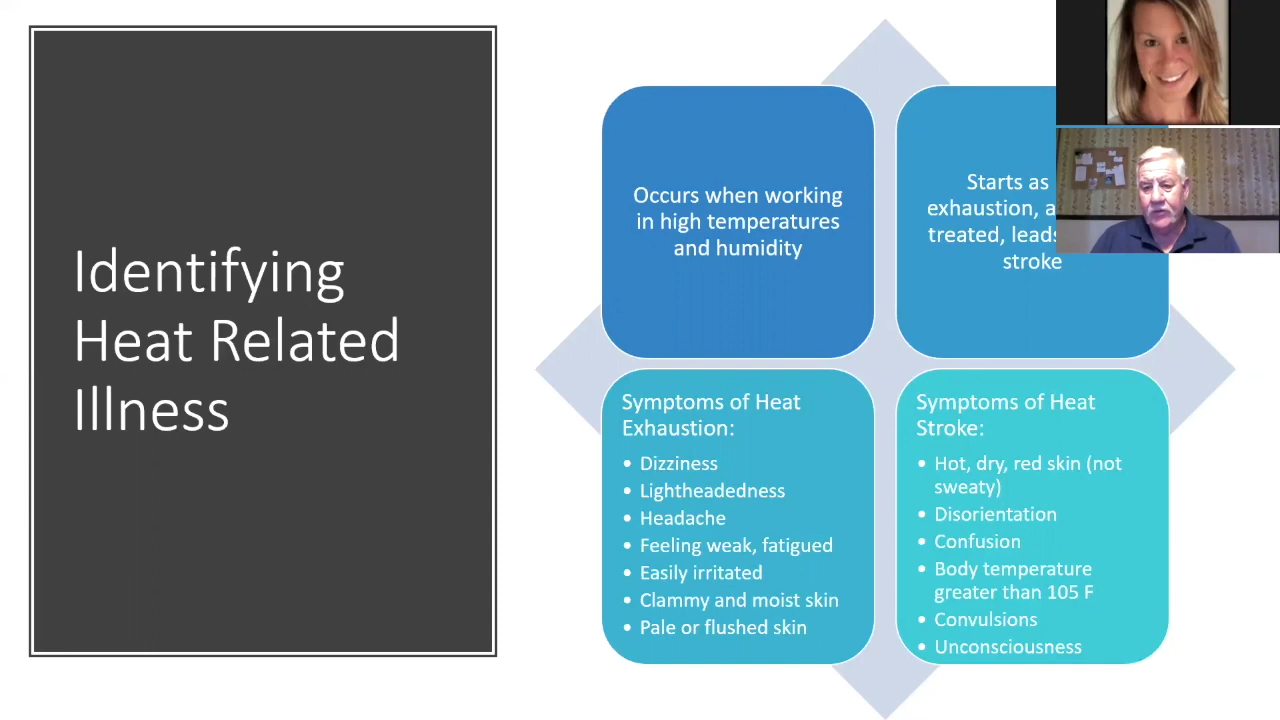 Identifying
Heat Related
Illness
Occurs when working
in high temperatures
and humidity
Starts as
exhaustion,
treated,
stroke
Symptoms of Heat
Exhaustion:
• Dizziness
• Lightheadedness
• Headache
• Feeling weak, fatigued
• Easily irritated
• Clammy and moist skin
• Pale or flushed skin
Symptoms of Heat
Stroke:
• Hot, dry, red skin (not
sweaty)
• Disorientation
• Confusion
• Body temperature
greater than 105 F
• Convulsions
• Unconsciousness